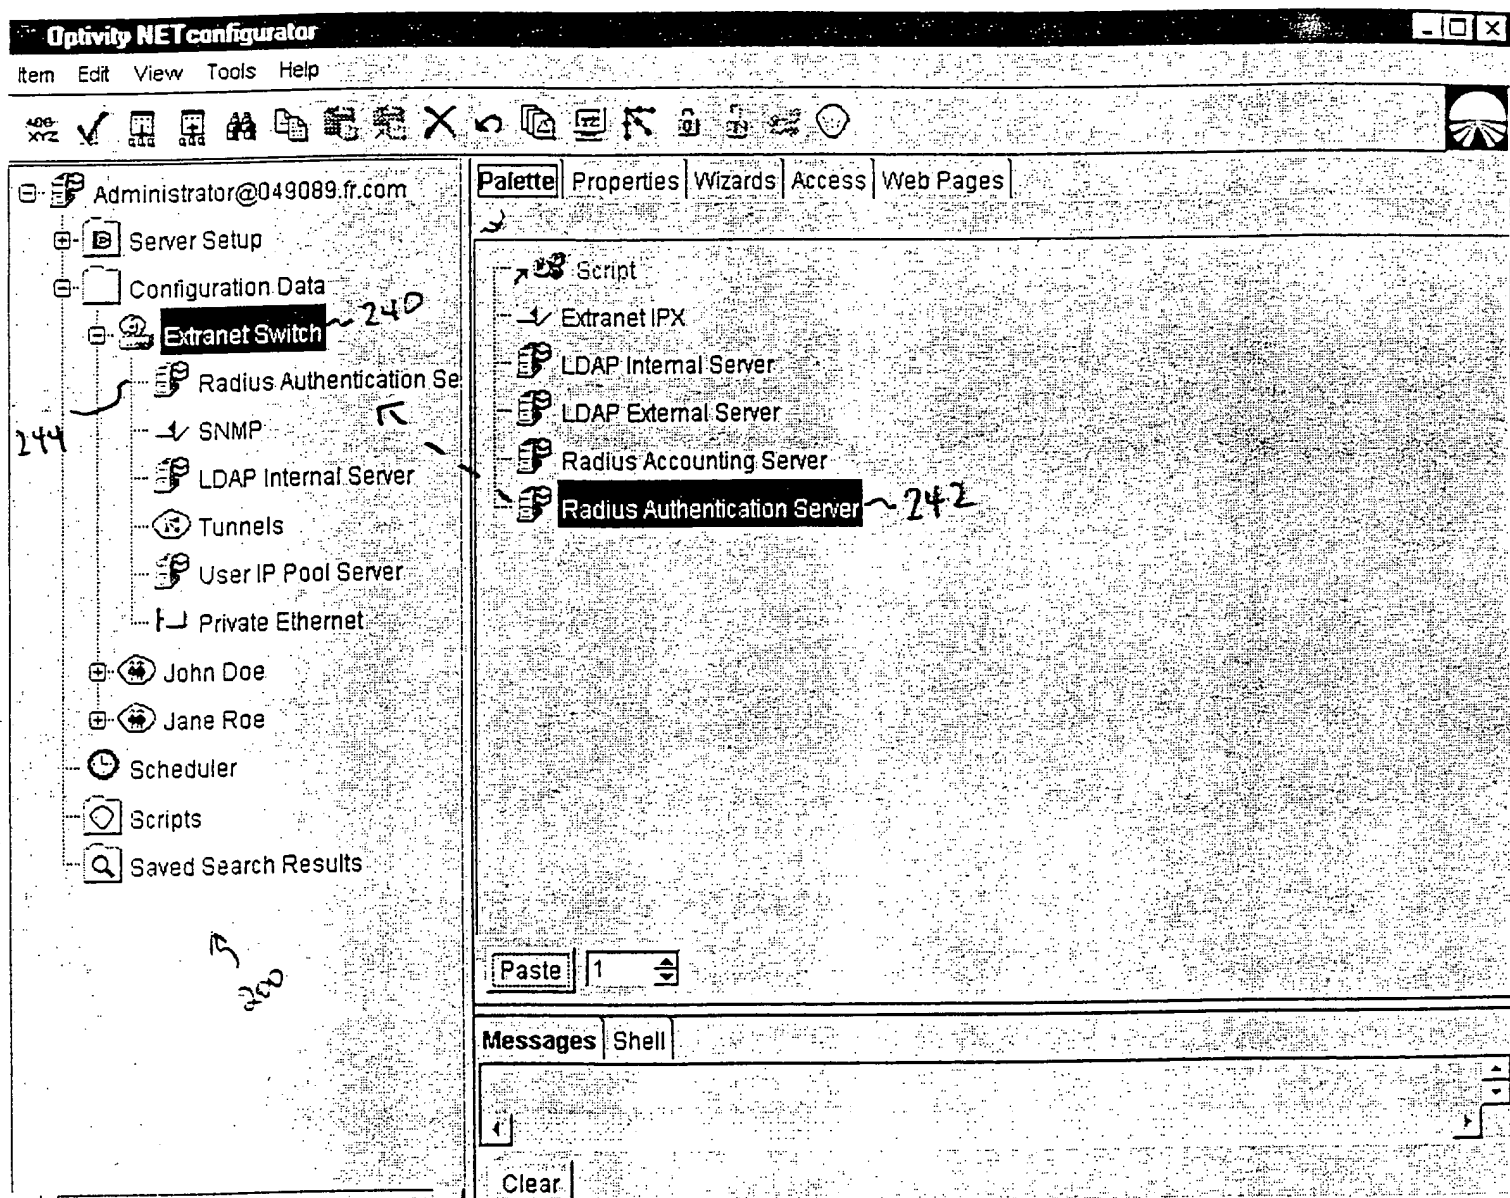 Optivity NETconfigurator
Item Edit View Tools Help
ABC
XYZ
Administrator@049089.fr.com
Server Setup
Configuration Data
Extranet Switch 240
Radius Authentication Se
244
SNMP
LDAP Internal Server
Tunnels
User IP Pool Server
Private Ethernet
John Doe
Jane Roe
Scheduler
Scripts
Saved Search Results
200
Palette Properties Wizards Access Web Pages
Script
Extranet IPX
LDAP Internal Server
LDAP External Server
Radius Accounting Server
Radius Authentication Server 242
Paste 1
Messages Shell
Clear